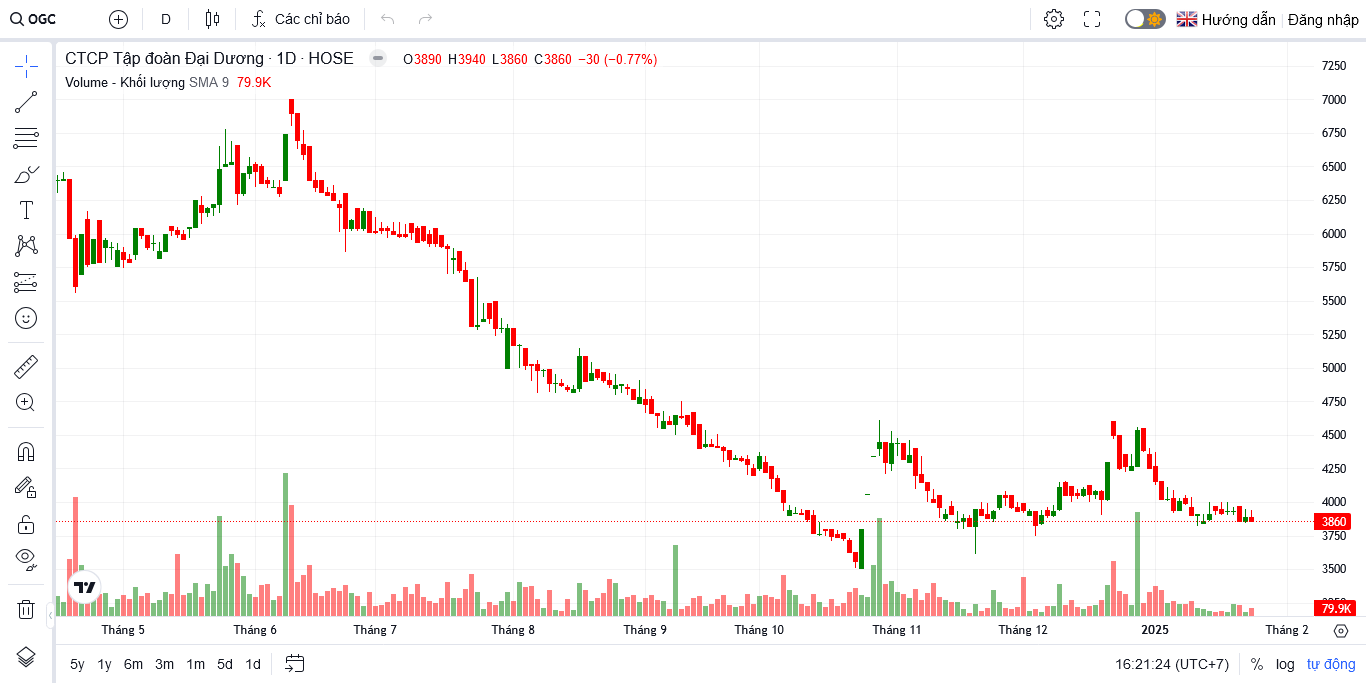 OGC D Các chỉ báo Hướng dẫn Đăng nhập
CTCP Tập đoàn Đại Dương · 1D · HOSE O3890 H3940 L3860 C3860 −30 (−0.77%)
Volume - Khối lượng SMA 9 79.9K
7250
7000
6750
6500
6250
6000
5750
5500
5250
5000
4750
4500
4250
4000
3860
3750
3500
79.9K
Tháng 5 Tháng 6 Tháng 7 Tháng 8 Tháng 9 Tháng 10 Tháng 11 Tháng 12 2025 Tháng 2
5y 1y 6m 3m 1m 5d 1d 16:21:24 (UTC+7) % log tự động